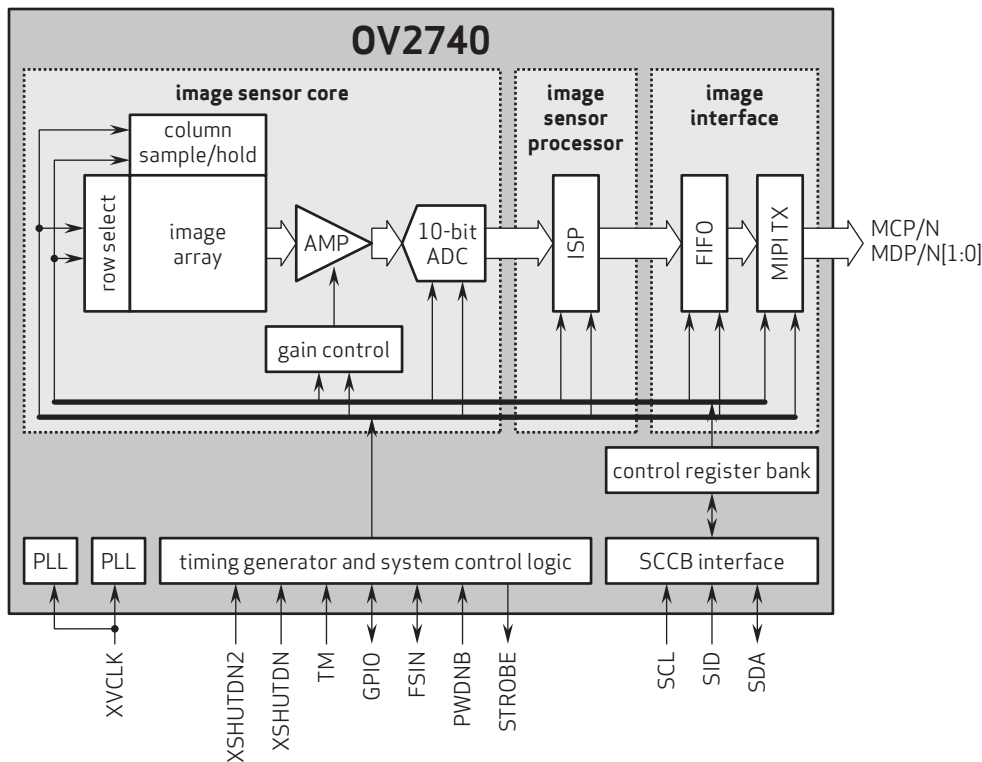 OV2740
image sensor core
image
sensor
processor
image
interface
column
sample/hold
row select
image
array
AMP
10-bit
ADC
ISP
FIFO
MIPI TX
MCP/N
MDP/N[1:0]
gain control
control register bank
PLL
PLL
timing generator and system control logic
SCCB interface
XVCLK
XSHUTDN2
XSHUTDN
TM
GPIO
FSIN
PWDNB
STROBE
SCL
SID
SDA